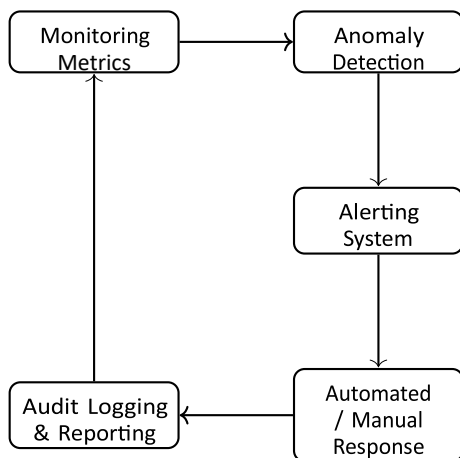 Monitoring
Metrics
Anomaly
Detection
Alerting
System
Automated
/ Manual
Response
Audit Logging
& Reporting